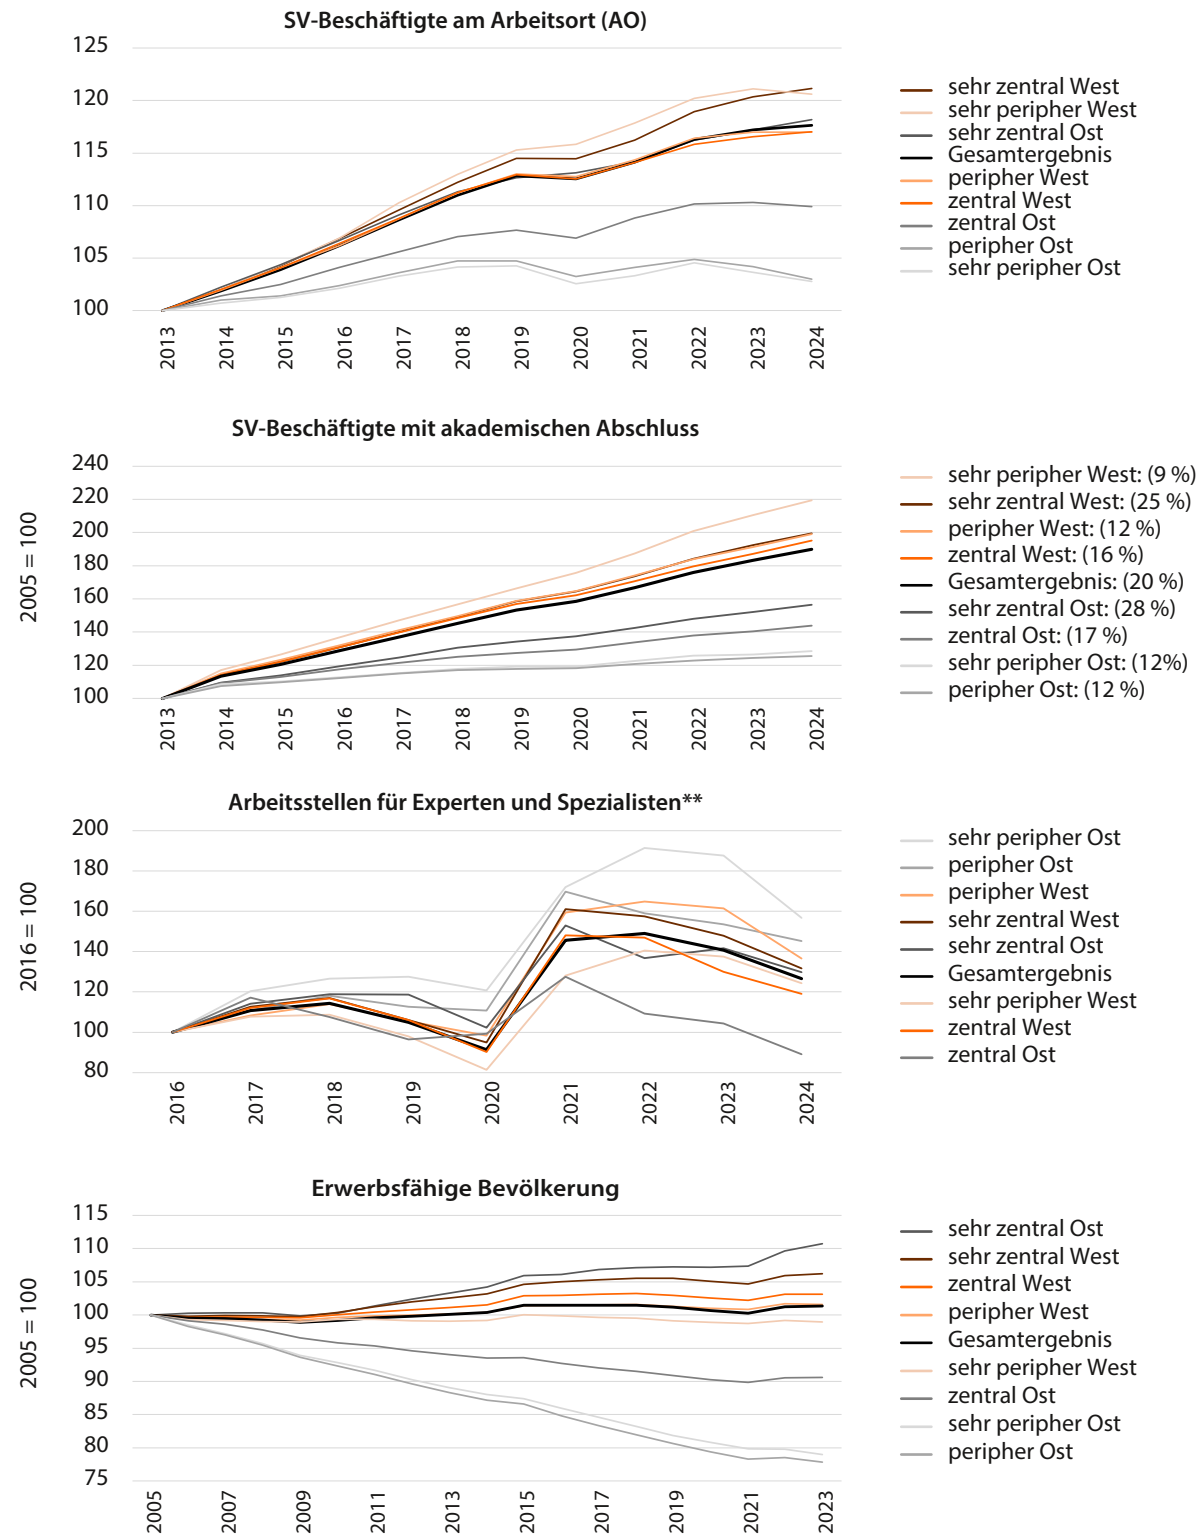 SV-Beschäftigte am Arbeitsort (AO)
125
120
115
110
105
100
2013
2014
2015
2016
2017
2018
2019
2020
2021
2022
2023
2024
sehr zentral West
sehr peripher West
sehr zentral Ost
Gesamtergebnis
peripher West
zentral West
zentral Ost
peripher Ost
sehr peripher Ost
SV-Beschäftigte mit akademischen Abschluss
2005 = 100
240
220
200
180
160
140
120
100
2013
2014
2015
2016
2017
2018
2019
2020
2021
2022
2023
2024
sehr peripher West: (9 %)
sehr zentral West: (25 %)
peripher West: (12 %)
zentral West: (16 %)
Gesamtergebnis: (20 %)
sehr zentral Ost: (28 %)
zentral Ost: (17 %)
sehr peripher Ost: (12%)
peripher Ost: (12 %)
Arbeitsstellen für Experten und Spezialisten**
2016 = 100
200
180
160
140
120
100
80
2016
2017
2018
2019
2020
2021
2022
2023
2024
sehr peripher Ost
peripher Ost
peripher West
sehr zentral West
sehr zentral Ost
Gesamtergebnis
sehr peripher West
zentral West
zentral Ost
Erwerbsfähige Bevölkerung
2005 = 100
115
110
105
100
95
90
85
80
75
2005
2007
2009
2011
2013
2015
2017
2019
2021
2023
sehr zentral Ost
sehr zentral West
zentral West
peripher West
Gesamtergebnis
sehr peripher West
zentral Ost
sehr peripher Ost
peripher Ost